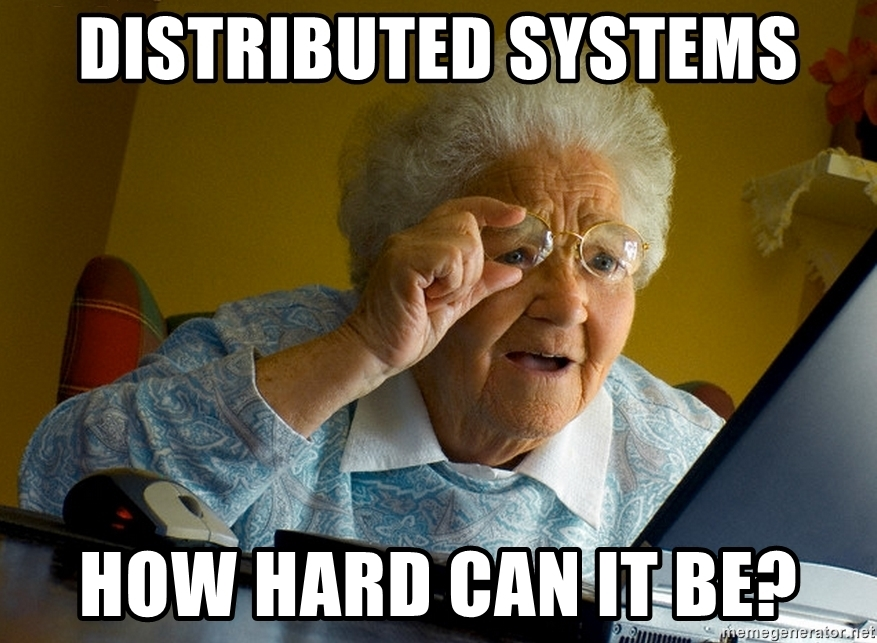 DISTRIBUTED SYSTEMS
HOW HARD CAN IT BE?
memegenerator.net